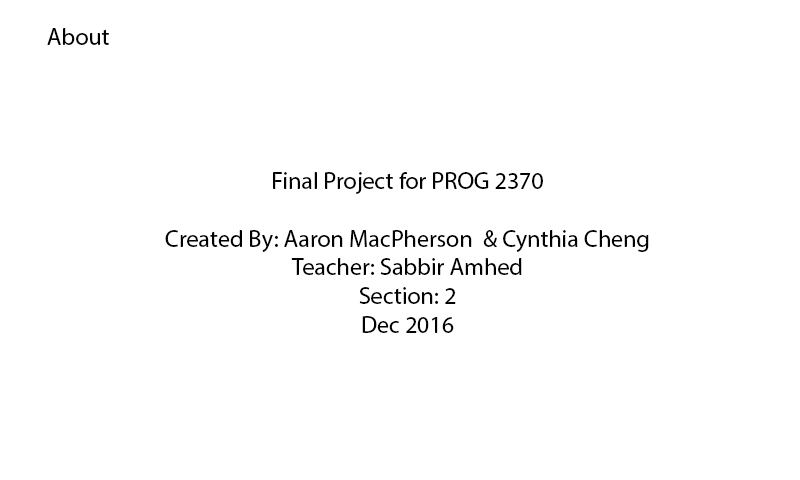 About
Final Project for PROG 2370
Created By: Aaron MacPherson  & Cynthia Cheng
Teacher: Sabbir Amhed
Section: 2
Dec 2016